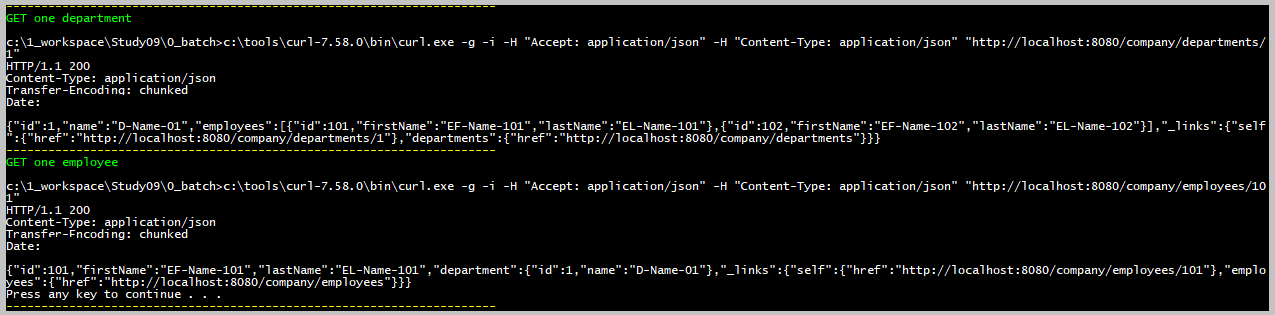 ----------------------------------------------------------------------
GET one department
c:\1_workspace\Study09\0_batch>c:\tools\curl-7.58.0\bin\curl.exe -g -i -H "Accept: application/json" -H "Content-Type: application/json" "http://localhost:8080/company/departments/
1"
HTTP/1.1 200
Content-Type: application/json
Transfer-Encoding: chunked
Date:
{"id":1,"name":"D-Name-01","employees":[{"id":101,"firstName":"EF-Name-101","lastName":"EL-Name-101"},{"id":102,"firstName":"EF-Name-102","lastName":"EL-Name-102"}],"_links":{"self
":{"href":"http://localhost:8080/company/departments/1"},"departments":{"href":"http://localhost:8080/company/departments"}}}
----------------------------------------------------------------------
GET one employee
c:\1_workspace\Study09\0_batch>c:\tools\curl-7.58.0\bin\curl.exe -g -i -H "Accept: application/json" -H "Content-Type: application/json" "http://localhost:8080/company/employees/10
1"
HTTP/1.1 200
Content-Type: application/json
Transfer-Encoding: chunked
Date:
{"id":101,"firstName":"EF-Name-101","lastName":"EL-Name-101","department":{"id":1,"name":"D-Name-01"},"_links":{"self":{"href":"http://localhost:8080/company/employees/101"},"emplo
yees":{"href":"http://localhost:8080/company/employees"}}}
Press any key to continue . . .
----------------------------------------------------------------------